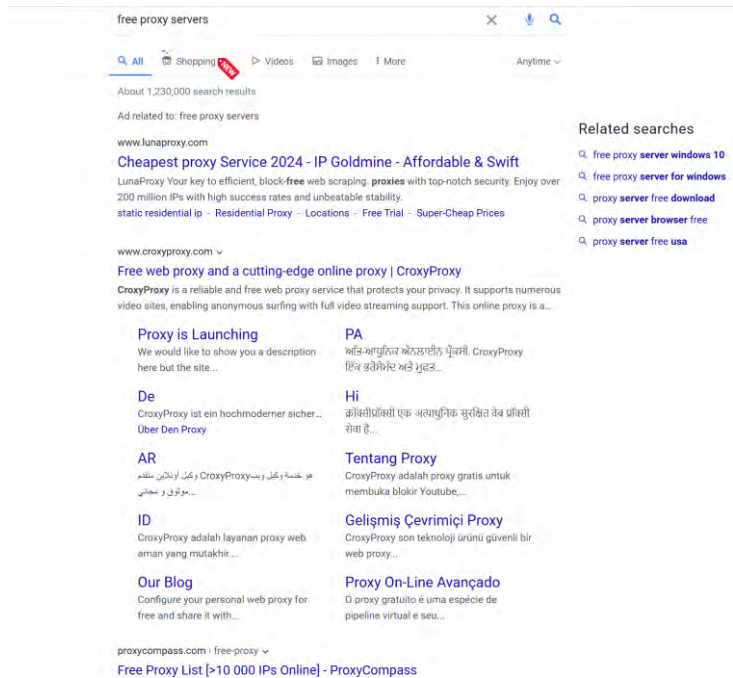 free proxy servers
All Shopping NEW Videos Images More Anytime
About 1,230,000 search results
Ad related to: free proxy servers
www.lunaproxy.com
Cheapest proxy Service 2024 - IP Goldmine - Affordable & Swift
LunaProxy Your key to efficient, block-free web scraping. proxies with top-notch security. Enjoy over
200 million IPs with high success rates and unbeatable stability.
static residential ip - Residential Proxy - Locations - Free Trial - Super-Cheap Prices
www.croxyproxy.com
Free web proxy and a cutting-edge online proxy | CroxyProxy
CroxyProxy is a reliable and free web proxy service that protects your privacy. It supports numerous
video sites, enabling anonymous surfing with full video streaming support. This online proxy is a...
Proxy is Launching
We would like to show you a description
here but the site...
PA
ਅਤਿ-ਆਧੁਨਿਕ ਔਨਲਾਈਨ ਪ੍ਰੌਕਸੀ. CroxyProxy
ਇੱਕ ਭਰੋਸੇਮੰਦ ਅਤੇ ਮੁਫਤ...
De
CroxyProxy ist ein hochmoderner sicher...
Über Den Proxy
Hi
क्रॉक्सीप्रॉक्सी एक अत्याधुनिक सुरक्षित वेब प्रॉक्सी
सेवा है...
AR
هو خدمة وكيل ويبCroxyProxy وكيل أونلاين متقدم
موثوق و مجاني...
Tentang Proxy
CroxyProxy adalah proxy gratis untuk
membuka blokir Youtube,...
ID
CroxyProxy adalah layanan proxy web
aman yang mutakhir....
Gelişmiş Çevrimiçi Proxy
CroxyProxy son teknoloji ürünü güvenli bir
web proxy...
Our Blog
Configure your personal web proxy for
free and share it with...
Proxy On-Line Avançado
O proxy gratuito é uma espécie de
pipeline virtual e seu...
proxycompass.com › free-proxy
Free Proxy List [>10 000 IPs Online] - ProxyCompass
Related searches
free proxy server windows 10
free proxy server for windows
proxy server free download
proxy server browser free
proxy server free usa